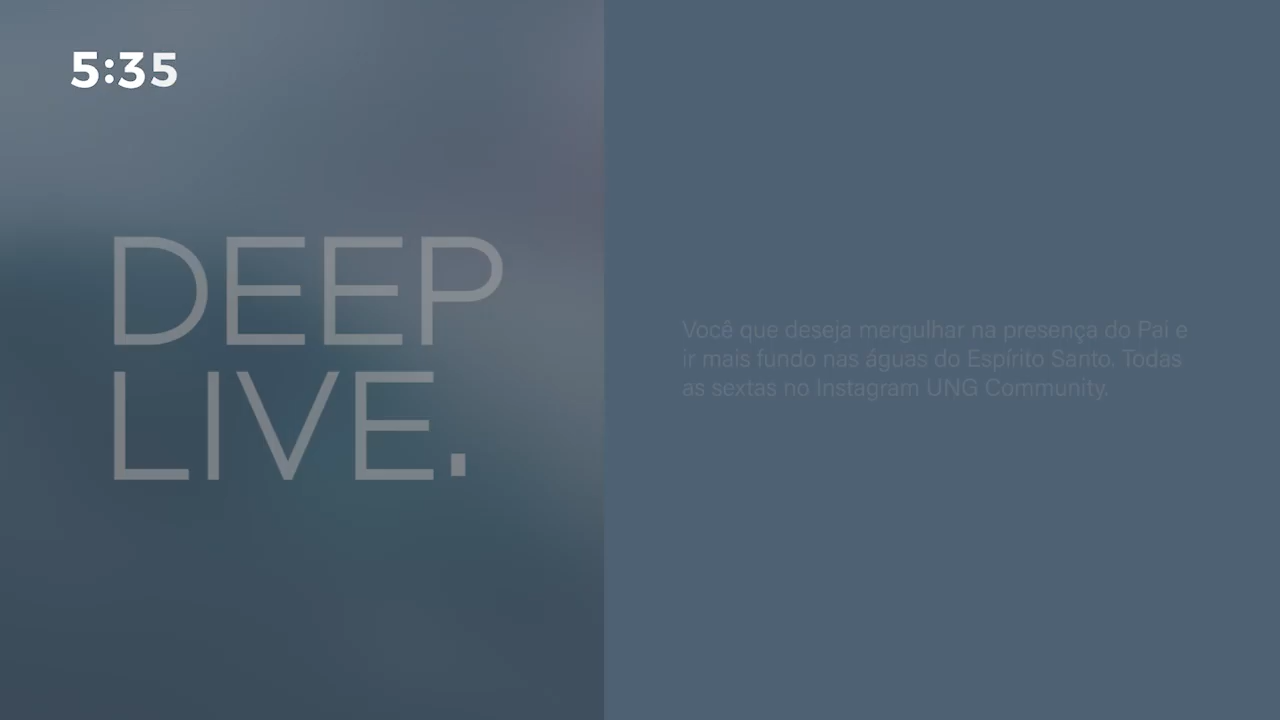 5:35
DEEP
LIVE.
Você que deseja mergulhar na presença do Pai e
ir mais fundo nas águas do Espírito Santo. Todas
as sextas no Instagram UNG Community.